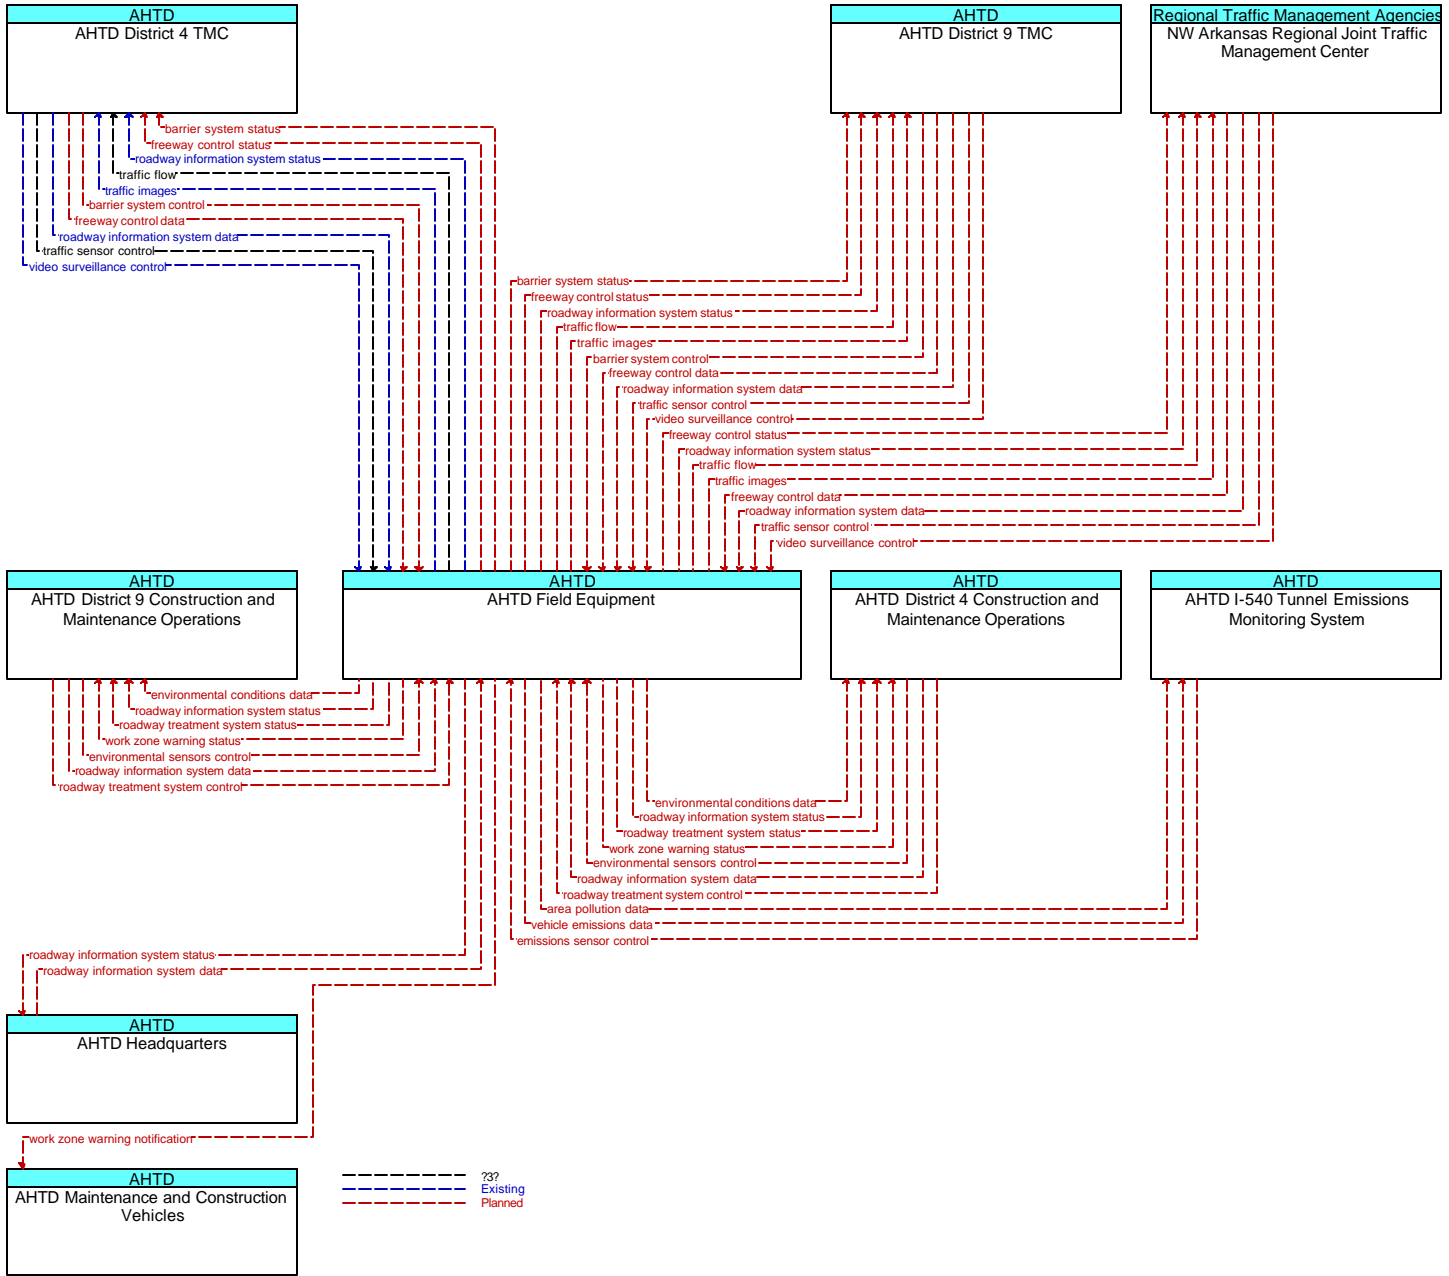 AHTD
AHTD District 4 TMC
AHTD
AHTD District 9 TMC
Regional Traffic Management Agencies
NW Arkansas Regional Joint Traffic
Management Center
barrier system status
freeway control status
roadway information system status
traffic flow
traffic images
barrier system control
freeway control data
roadway information system data
traffic sensor control
video surveillance control
barrier system status
freeway control status
roadway information system status
traffic flow
traffic images
barrier system control
freeway control data
roadway information system data
traffic sensor control
video surveillance control
freeway control status
roadway information system status
traffic flow
traffic images
freeway control data
roadway information system data
traffic sensor control
video surveillance control
AHTD
AHTD District 9 Construction and
Maintenance Operations
AHTD
AHTD Field Equipment
AHTD
AHTD District 4 Construction and
Maintenance Operations
AHTD
AHTD I-540 Tunnel Emissions
Monitoring System
environmental conditions data
roadway information system status
roadway treatment system status
work zone warning status
environmental sensors control
roadway information system data
roadway treatment system control
environmental conditions data
roadway information system status
roadway treatment system status
work zone warning status
environmental sensors control
roadway information system data
roadway treatment system control
area pollution data
vehicle emissions data
emissions sensor control
roadway information system status
roadway information system data
AHTD
AHTD Headquarters
work zone warning notification
AHTD
AHTD Maintenance and Construction
Vehicles
?3?
Existing
Planned